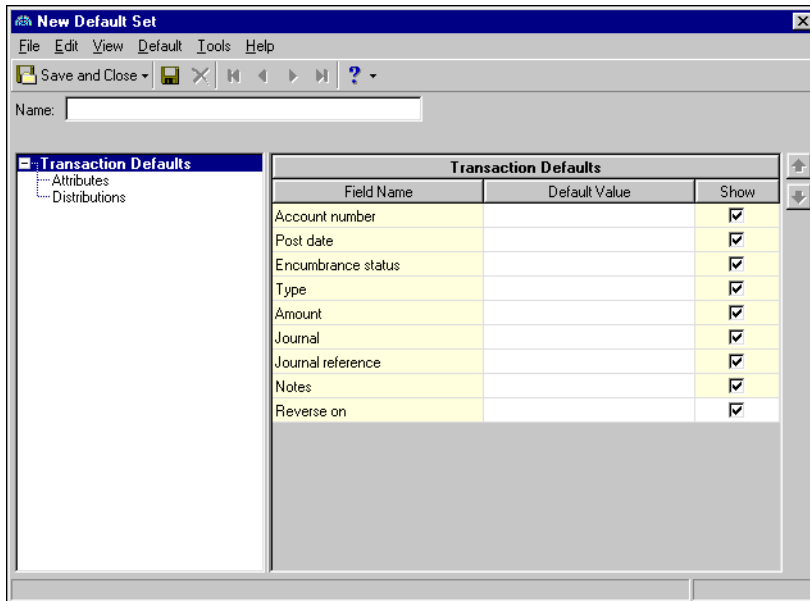 New Default Set
File Edit View Default Tools Help
Save and Close ?
Name:
Transaction Defaults
Attributes
Distributions
Transaction Defaults
Field Name Default Value Show
Account number
Post date
Encumbrance status
Type
Amount
Journal
Journal reference
Notes
Reverse on